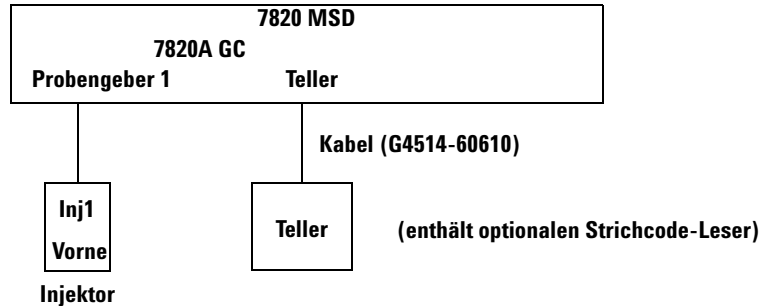 7820 MSD
7820A GC
Probengeber 1 Teller
Kabel (G4514-60610)
Inj1
Vorne
Teller
(enthält optionalen Strichcode-Leser)
Injektor